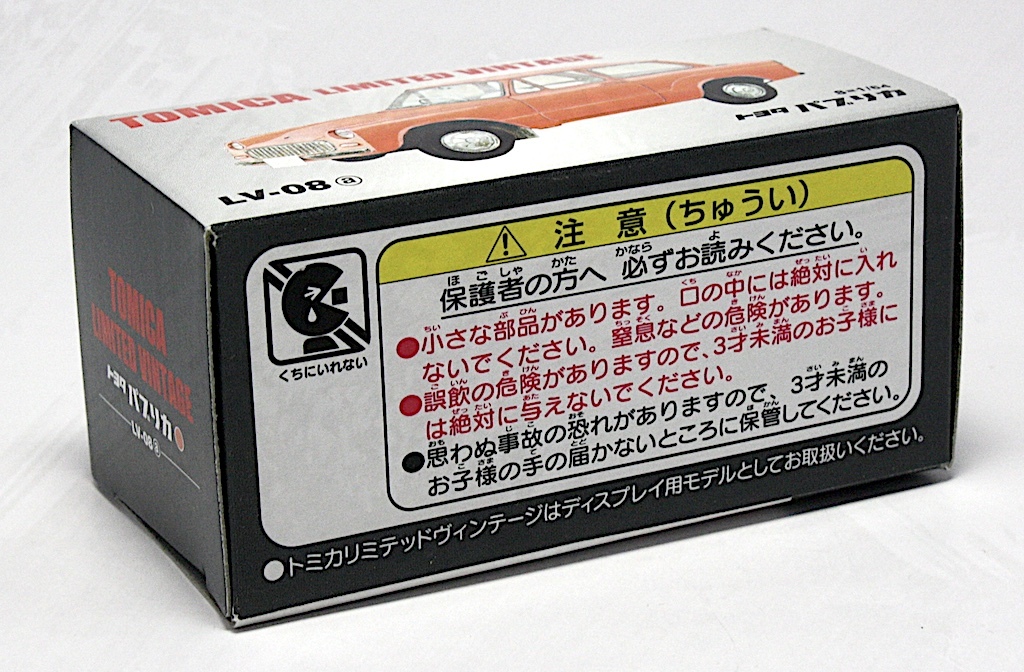 TOMICA LIMITED VINTAGE
S=1/64
トヨタ パブリカ
LV-08 B
TOMICA
LIMITED VINTAGE
トヨタ パブリカ
LV-08 B
くちにいれない
注意(ちゅうい)
保護者の方へ 必ずお読みください。
●小さな部品があります。口の中には絶対に入れ
ないでください。窒息などの危険があります。
●誤飲の危険がありますので、3才未満のお子様に
は絶対に与えないでください。
●思わぬ事故の恐れがありますので、3才未満の
お子様の手の届かないところに保管してください。
●トミカリミテッドヴィンテージはディスプレイ用モデルとしてお取扱いください。